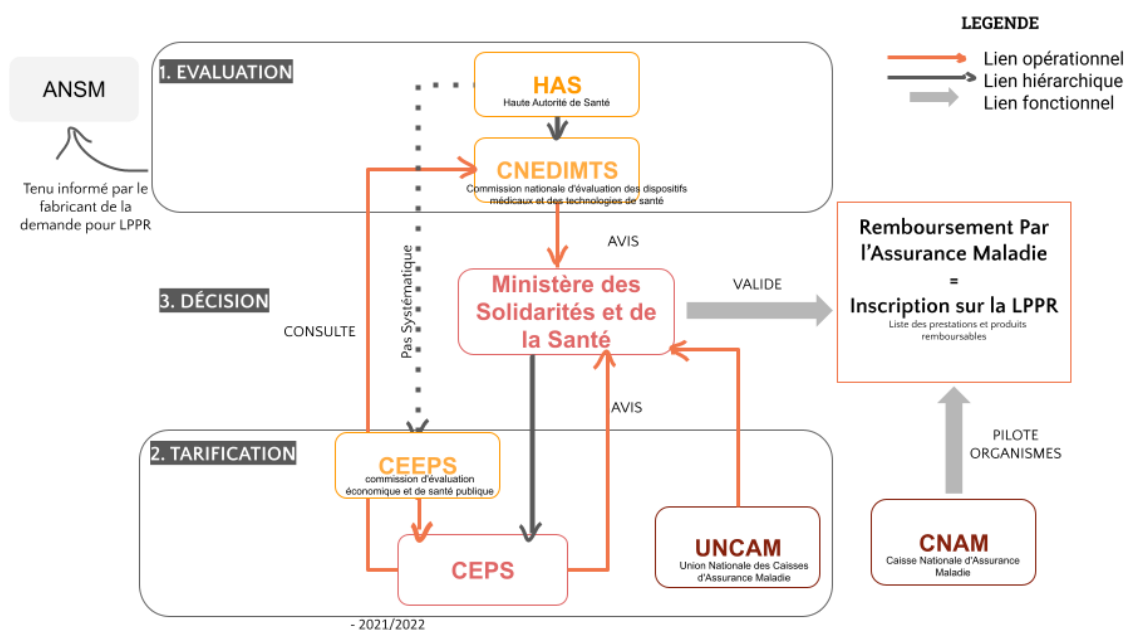 LEGENDE
Lien opérationnel
Lien hiérarchique
Lien fonctionnel
ANSM
Tenu informé par le
fabricant de la
demande pour LPPR
1. EVALUATION
HAS
Haute Autorité de Santé
CNEDIMTS
Commission nationale d'évaluation des dispositifs
médicaux et des technologies de santé
AVIS
Pas Systématique
3. DÉCISION
CONSULTE
Ministère des
Solidarités et de
la Santé
VALIDE
Remboursement Par
l'Assurance Maladie
=
Inscription sur la LPPR
Liste des prestations et produits
remboursables
AVIS
PILOTE
ORGANISMES
2. TARIFICATION
CEEPS
commission d'évaluation
économique et de santé publique
CEPS
UNCAM
Union Nationale des Caisses
d'Assurance Maladie
CNAM
Caisse Nationale d'Assurance
Maladie
- 2021/2022